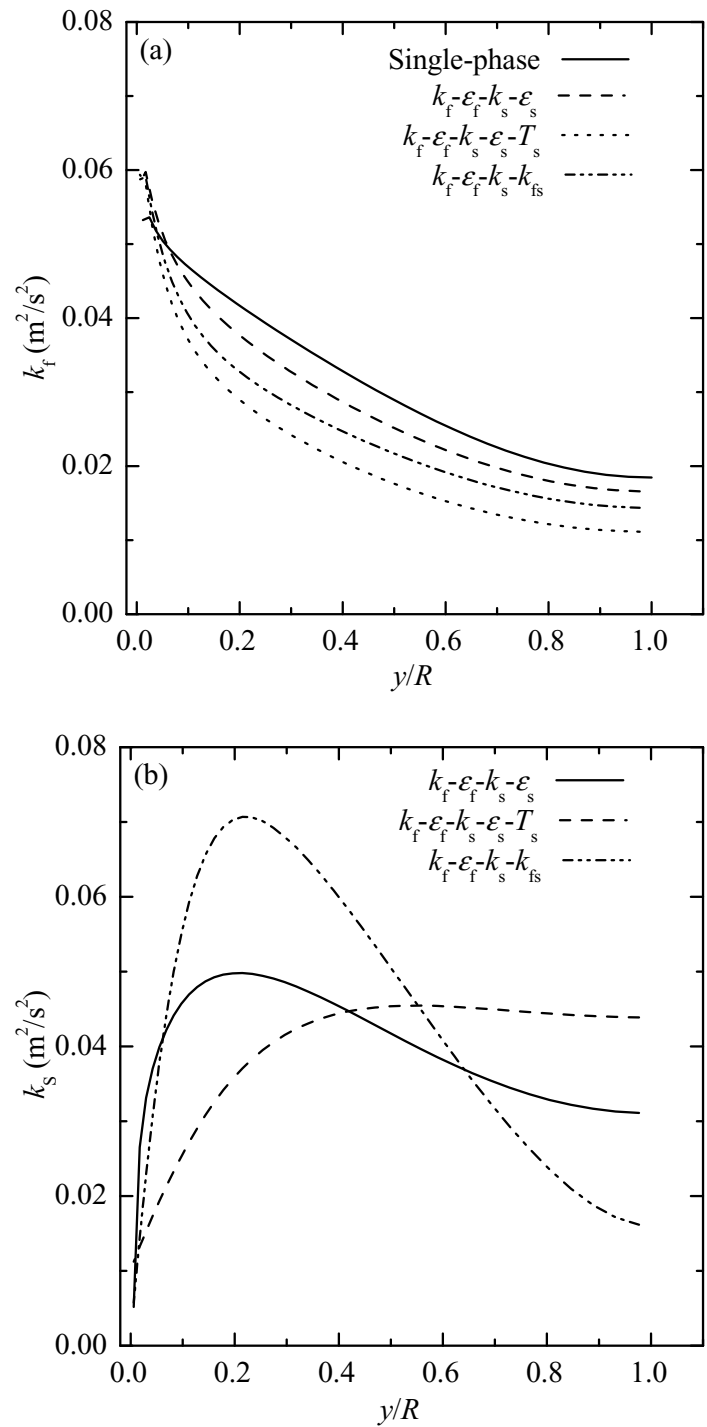 0.08
(a)
Single-phase
k_f-ε_f-k_s-ε_s
k_f-ε_f-k_s-ε_s-T_s
k_f-ε_f-k_s-k_fs
0.06
0.04
0.02
0.00
k_f (m²/s²)
0.0 0.2 0.4 0.6 0.8 1.0
y/R
0.08
(b)
k_f-ε_f-k_s-ε_s
k_f-ε_f-k_s-ε_s-T_s
k_f-ε_f-k_s-k_fs
0.06
0.04
0.02
0.00
k_s (m²/s²)
0.0 0.2 0.4 0.6 0.8 1.0
y/R